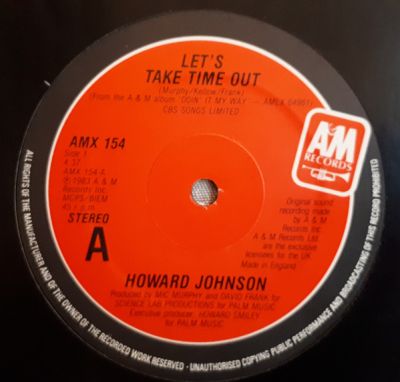 LET'S
TAKE TIME OUT
(Murphy/Kellow/Frank)
(From the A & M album 'DOIN' IT MY WAY' — AMLX 64961)
CBS SONGS LIMITED
AMX 154
Side 1
4.57
AMX 154-A
℗ 1983 A & M
Records Inc.
MCPS/BIEM
45 r.p.m.
STEREO
A
A&M
RECORDS
Original sound
recording made
by A & M
Records Inc.
A & M Records Ltd
are the exclusive
licensees for the UK
Made in England
HOWARD JOHNSON
Produced by MIC MURPHY and DAVID FRANK for
SCIENCE LAB PRODUCTIONS for PALM MUSIC
Executive producer: HOWARD SMILEY
for PALM MUSIC
ALL RIGHTS OF THE MANUFACTURER AND OF THE OWNER OF THE RECORDED WORK RESERVED · UNAUTHORISED COPYING PUBLIC PERFORMANCE AND BROADCASTING OF THIS RECORD PROHIBITED